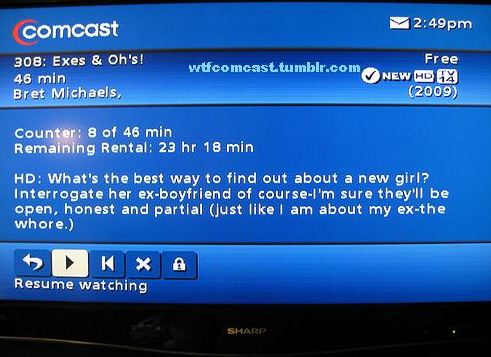 comcast
2:49pm
308: Exes & Oh's!
wtfcomcast.tumblr.com
Free
46 min
NEW HD TV 14
Bret Michaels,
(2009)
Counter: 8 of 46 min
Remaining Rental: 23 hr 18 min
HD: What's the best way to find out about a new girl?
Interrogate her ex-boyfriend of course-I'm sure they'll be
open, honest and partial (just like I am about my ex-the
whore.)
Resume watching
SHARP